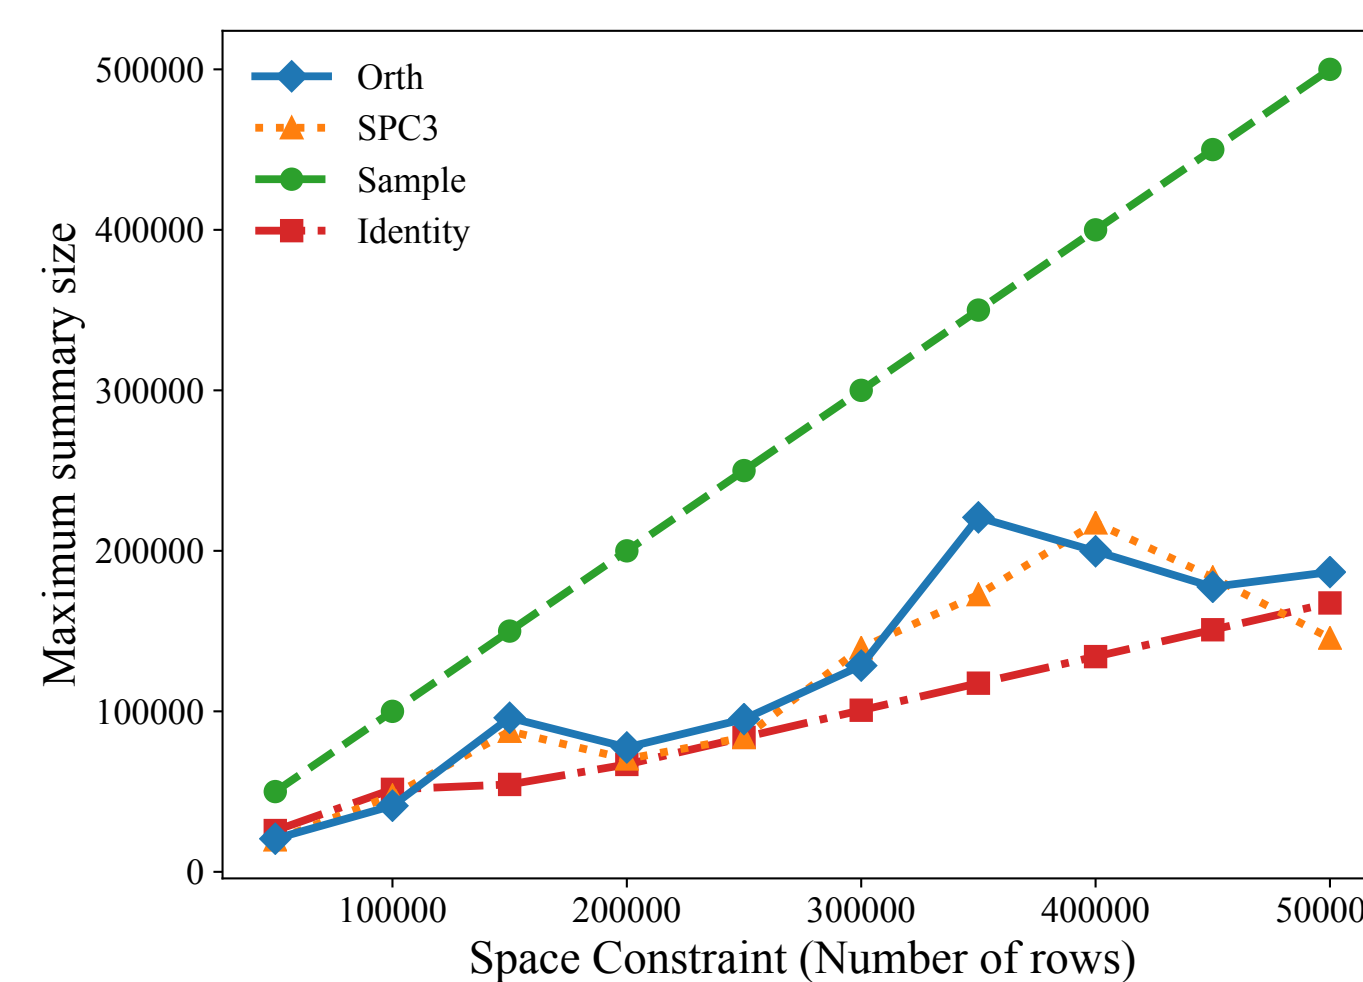 500000
400000
300000
200000
100000
0
Maximum summary size
Orth
SPC3
Sample
Identity
100000 200000 300000 400000 50000
Space Constraint (Number of rows)